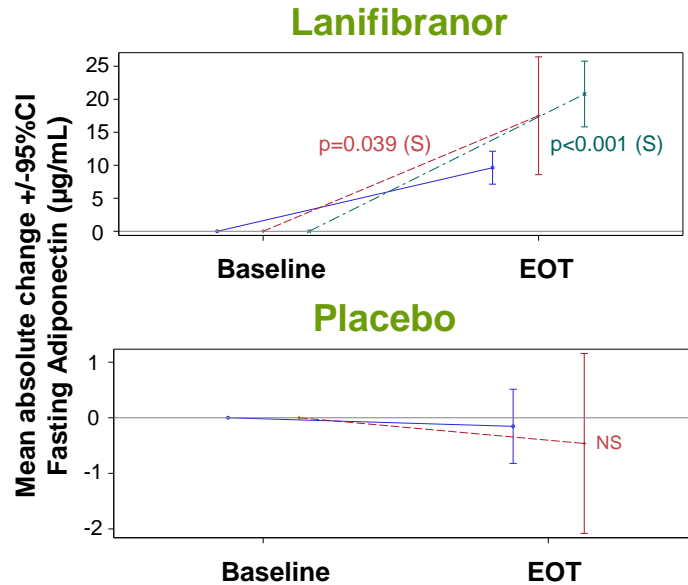 Lanifibranor
Mean absolute change +/-95%CI
Fasting Adiponectin (µg/mL)
25
20
15
10
5
0
p=0.039 (S)
p<0.001 (S)
Baseline
EOT
Placebo
1
0
-1
-2
NS
Baseline
EOT